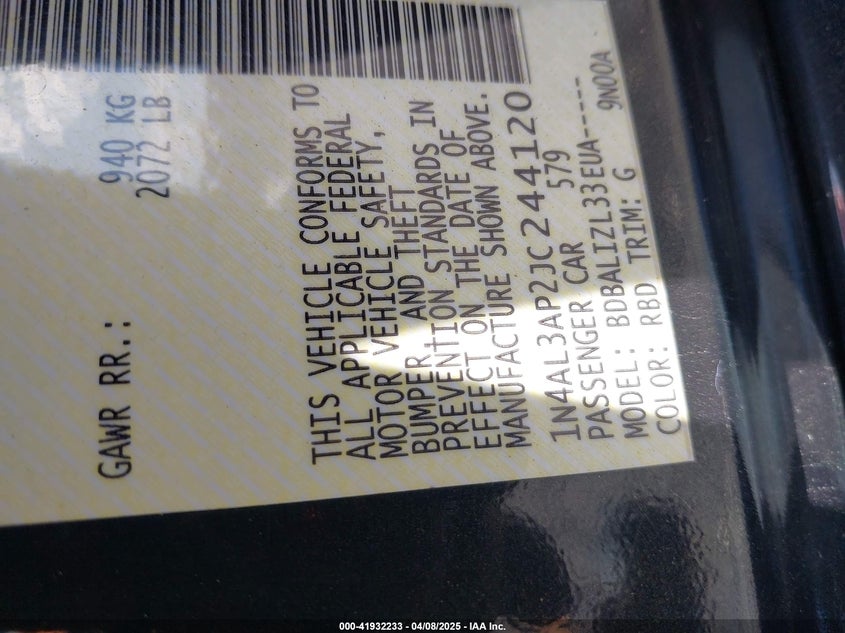 GAWR RR.: 940 KG
2072 LB
THIS VEHICLE CONFORMS TO
ALL APPLICABLE FEDERAL
MOTOR VEHICLE SAFETY,
BUMPER, AND THEFT
PREVENTION STANDARDS IN
EFFECT ON THE DATE OF
MANUFACTURE SHOWN ABOVE.
1N4AL3AP2JC244120
PASSENGER CAR 579
MODEL: BDBALIZL33EUA-----
COLOR: RBD TRIM: G 9N00A
000-41932233 - 04/08/2025 - IAA Inc.